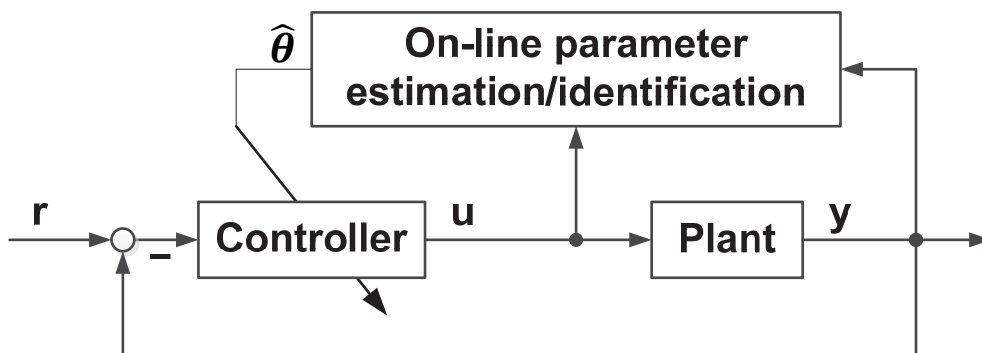 θ̂
On-line parameter
estimation/identification
r
−
Controller
u
Plant
y